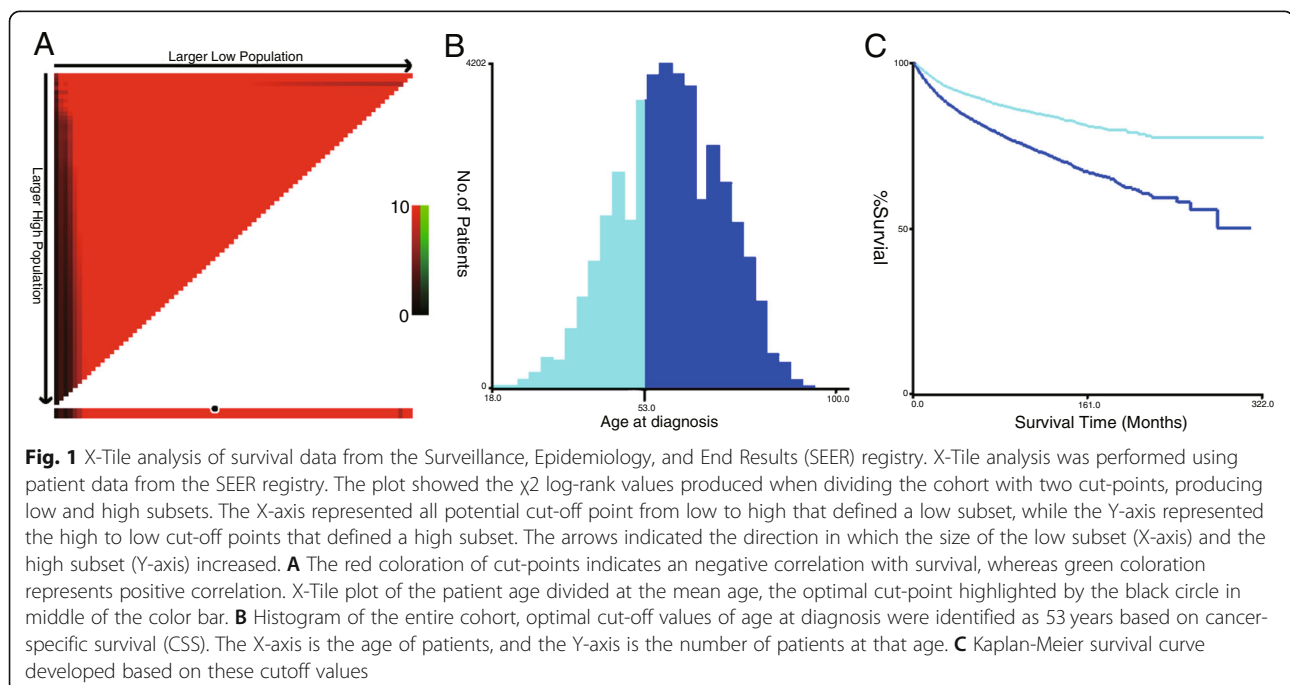 A
Larger Low Population
Larger High Population
10
0
B
4202
No.of Patients
0
18.0
53.0
100.0
Age at diagnosis
C
100
%Survial
50
0
0.0
161.0
322.0
Survival Time (Months)
Fig. 1 X-Tile analysis of survival data from the Surveillance, Epidemiology, and End Results (SEER) registry. X-Tile analysis was performed using
patient data from the SEER registry. The plot showed the χ2 log-rank values produced when dividing the cohort with two cut-points, producing
low and high subsets. The X-axis represented all potential cut-off point from low to high that defined a low subset, while the Y-axis represented
the high to low cut-off points that defined a high subset. The arrows indicated the direction in which the size of the low subset (X-axis) and the
high subset (Y-axis) increased. A The red coloration of cut-points indicates an negative correlation with survival, whereas green coloration
represents positive correlation. X-Tile plot of the patient age divided at the mean age, the optimal cut-point highlighted by the black circle in
middle of the color bar. B Histogram of the entire cohort, optimal cut-off values of age at diagnosis were identified as 53 years based on cancer-
specific survival (CSS). The X-axis is the age of patients, and the Y-axis is the number of patients at that age. C Kaplan-Meier survival curve
developed based on these cutoff values